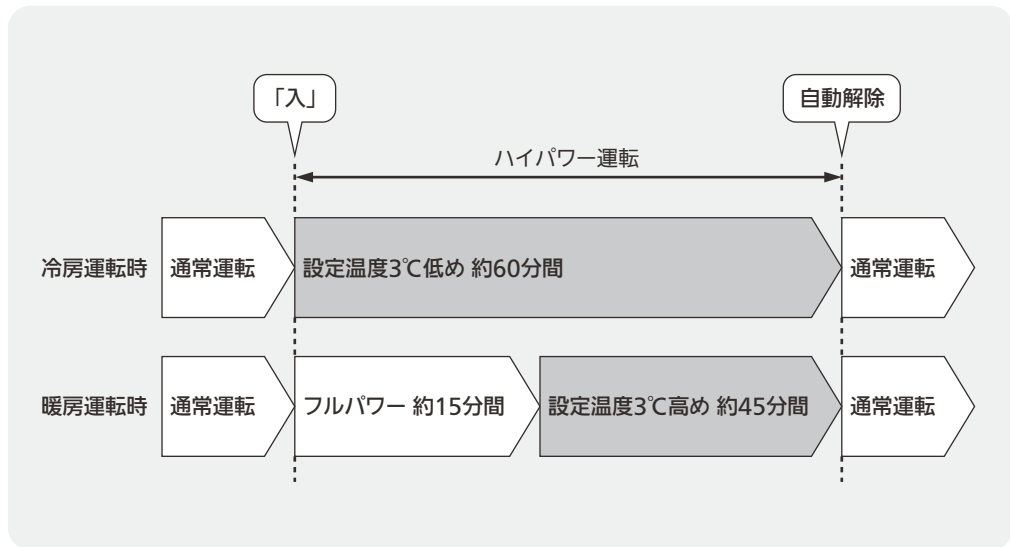 「入」
自動解除
ハイパワー運転
冷房運転時
通常運転
設定温度3℃低め 約60分間
通常運転
暖房運転時
通常運転
フルパワー 約15分間
設定温度3℃高め 約45分間
通常運転